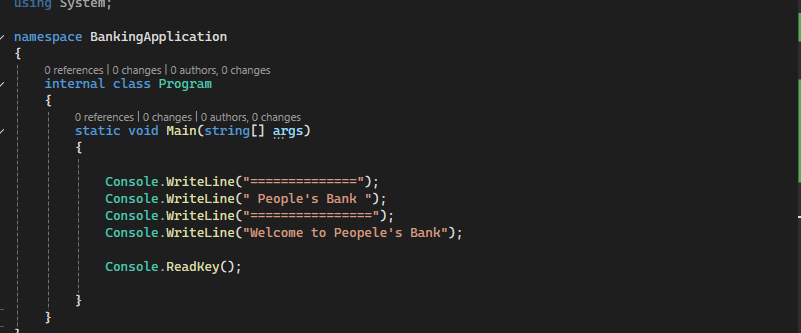 using System;
namespace BankingApplication
{
0 references | 0 changes | 0 authors, 0 changes
internal class Program
{
0 references | 0 changes | 0 authors, 0 changes
static void Main(string[] args)
{
Console.WriteLine("==============");
Console.WriteLine(" People's Bank ");
Console.WriteLine("================");
Console.WriteLine("Welcome to Peopele's Bank");
Console.ReadKey();
}
}